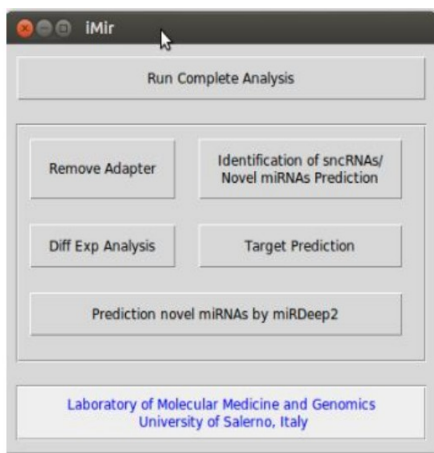 iMir
Run Complete Analysis
Remove Adapter
Identification of sncRNAs/
Novel miRNAs Prediction
Diff Exp Analysis
Target Prediction
Prediction novel miRNAs by miRDeep2
Laboratory of Molecular Medicine and Genomics
University of Salerno, Italy